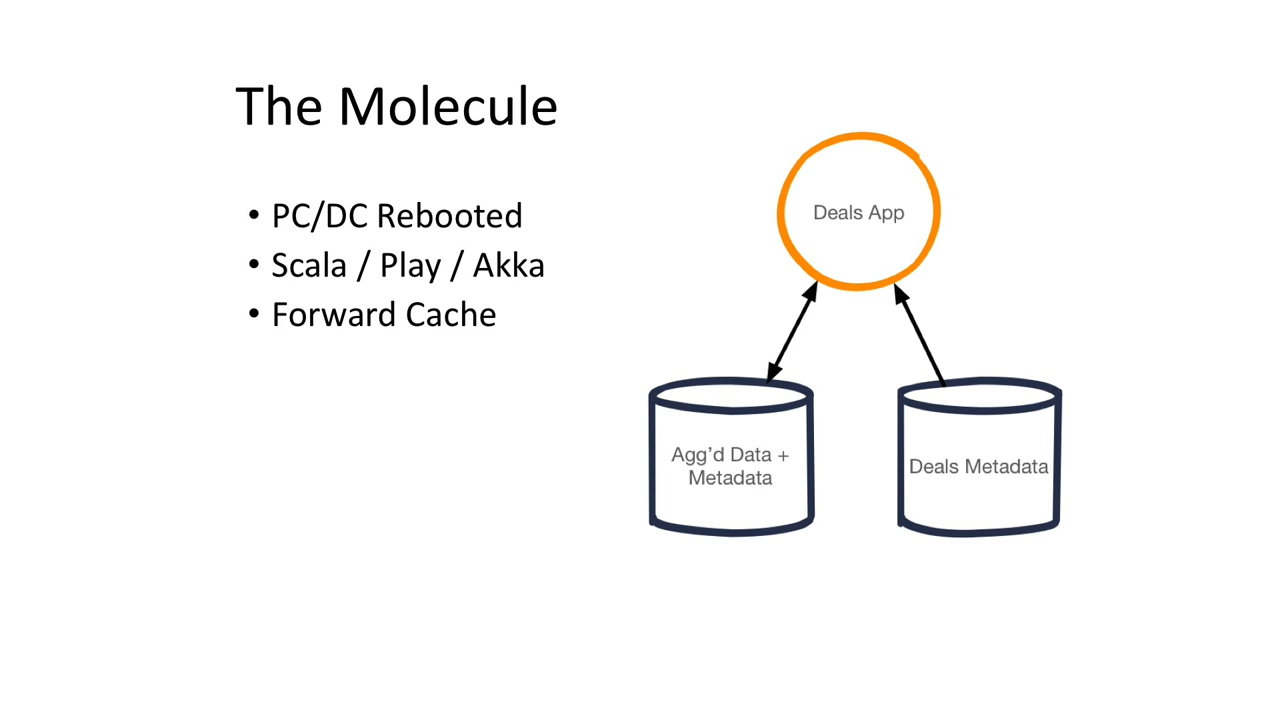 The Molecule
• PC/DC Rebooted
• Scala / Play / Akka
• Forward Cache
Deals App
Agg’d Data +
Metadata
Deals Metadata